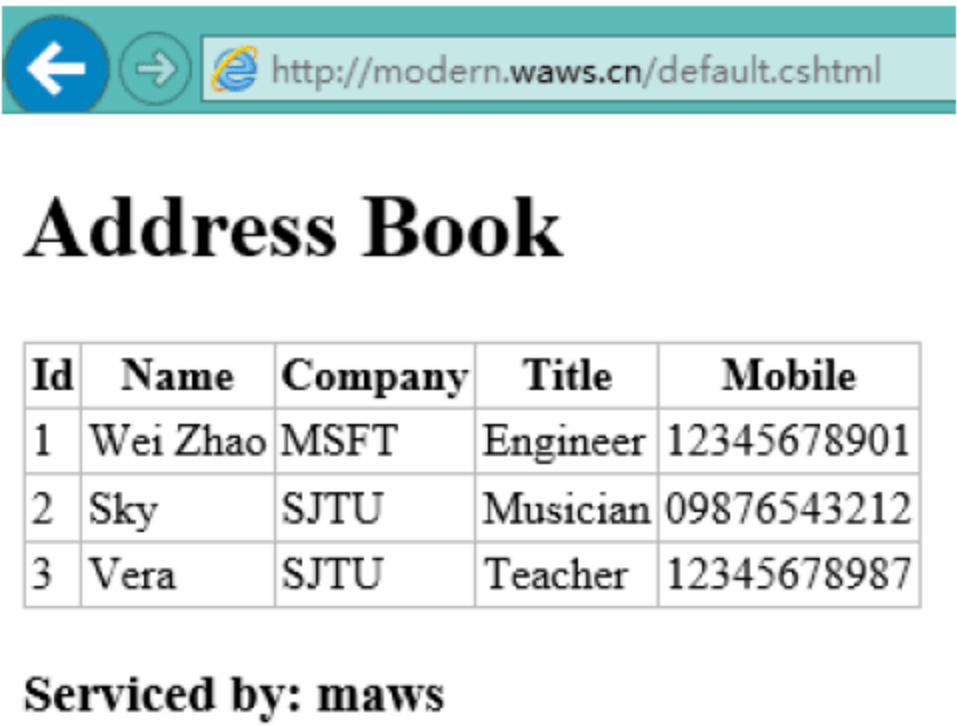 http://modern.waws.cn/default.cshtml
Address Book
Id Name Company Title Mobile
1 Wei Zhao MSFT Engineer 12345678901
2 Sky SJTU Musician 09876543212
3 Vera SJTU Teacher 12345678987
Serviced by: maws